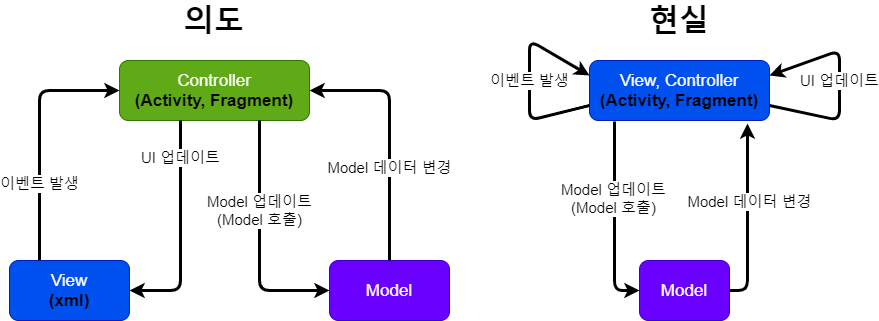 의도
Controller
(Activity, Fragment)
UI 업데이트
이벤트 발생
Model 업데이트
(Model 호출)
Model 데이터 변경
View
(xml)
Model
현실
이벤트 발생
View, Controller
(Activity, Fragment)
UI 업데이트
Model 업데이트
(Model 호출)
Model 데이터 변경
Model